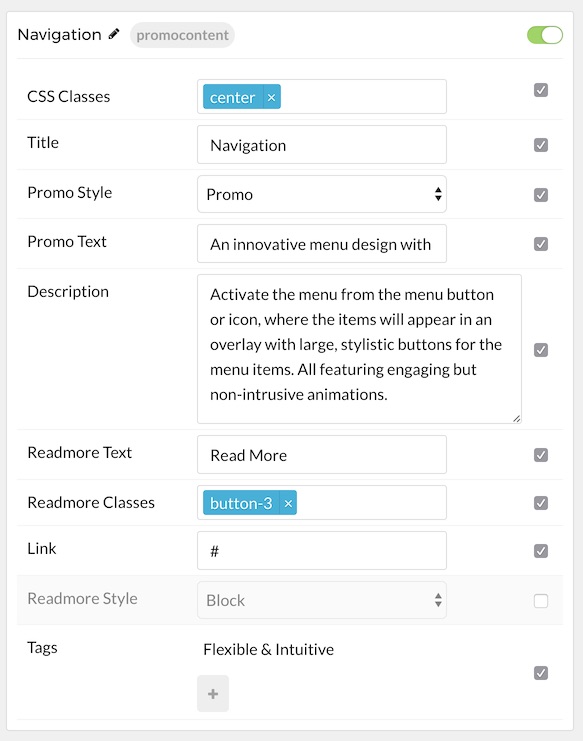 Navigation promocontent
CSS Classes center ×
Title Navigation
Promo Style Promo
Promo Text An innovative menu design with
Description Activate the menu from the menu button
or icon, where the items will appear in an
overlay with large, stylistic buttons for the
menu items. All featuring engaging but
non-intrusive animations.
Readmore Text Read More
Readmore Classes button-3 ×
Link #
Readmore Style Block
Tags Flexible & Intuitive
+